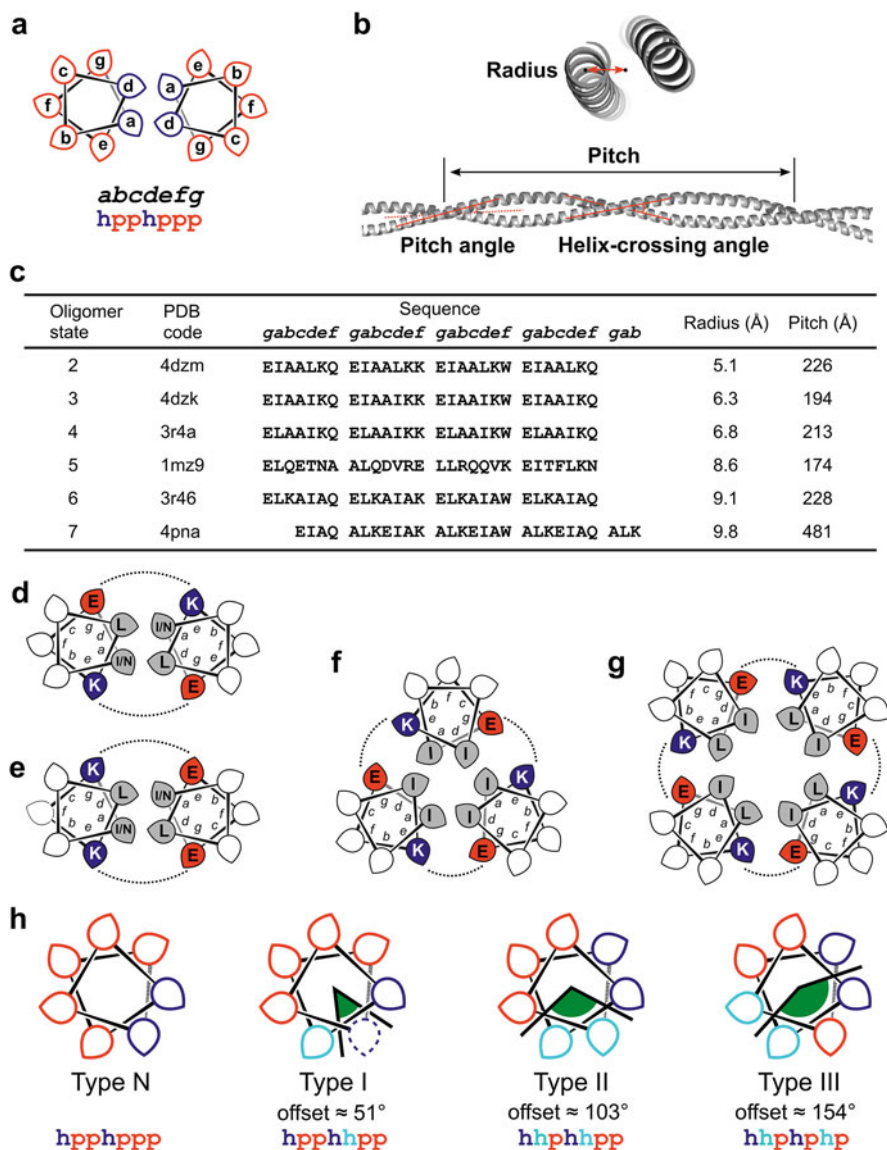 a
g
c
d
f
a
b
e
e
b
a
f
d
c
g
abcdefg
hpphppp
b
Radius
Pitch
Pitch angle
Helix-crossing angle
c
Oligomer state PDB code Sequence Radius (Å) Pitch (Å)
gabcdef gabcdef gabcdef gabcdef gab
2 4dzm EIAALKQ EIAALKK EIAALKW EIAALKQ 5.1 226
3 4dzk EIAAIKQ EIAAIKK EIAAIKW EIAAIKQ 6.3 194
4 3r4a ELAAIKQ ELAAIKK ELAAIKW ELAAIKQ 6.8 213
5 1mz9 ELQETNA ALQDVRE LLRQQVK EITFLKN 8.6 174
6 3r46 ELKAIAQ ELKAIAK ELKAIAW ELKAIAQ 9.1 228
7 4pna EIAQ ALKEIAK ALKEIAW ALKEIAQ ALK 9.8 481
d
E
L
I/N
K
c g d f b e a
K
I/N
L
E
e b a f d g c
e
K
L
I/N
K
c g d f b e a
E
I/N
L
E
e b a f d g c
f
K
E
I
I
b f c e g a d
E
I
I
K
g d c a f b e
I
K
I
E
a e d b g c f
g
E
I
K
L
c g f d b e a
K
L
I
E
e b a f d g c
E
I
L
K
g d c a f b e
L
K
I
E
a e d b g c f
h
Type N
hpphppp
Type I
offset ≈ 51°
hpphhpp
Type II
offset ≈ 103°
hhphhpp
Type III
offset ≈ 154°
hhphphp